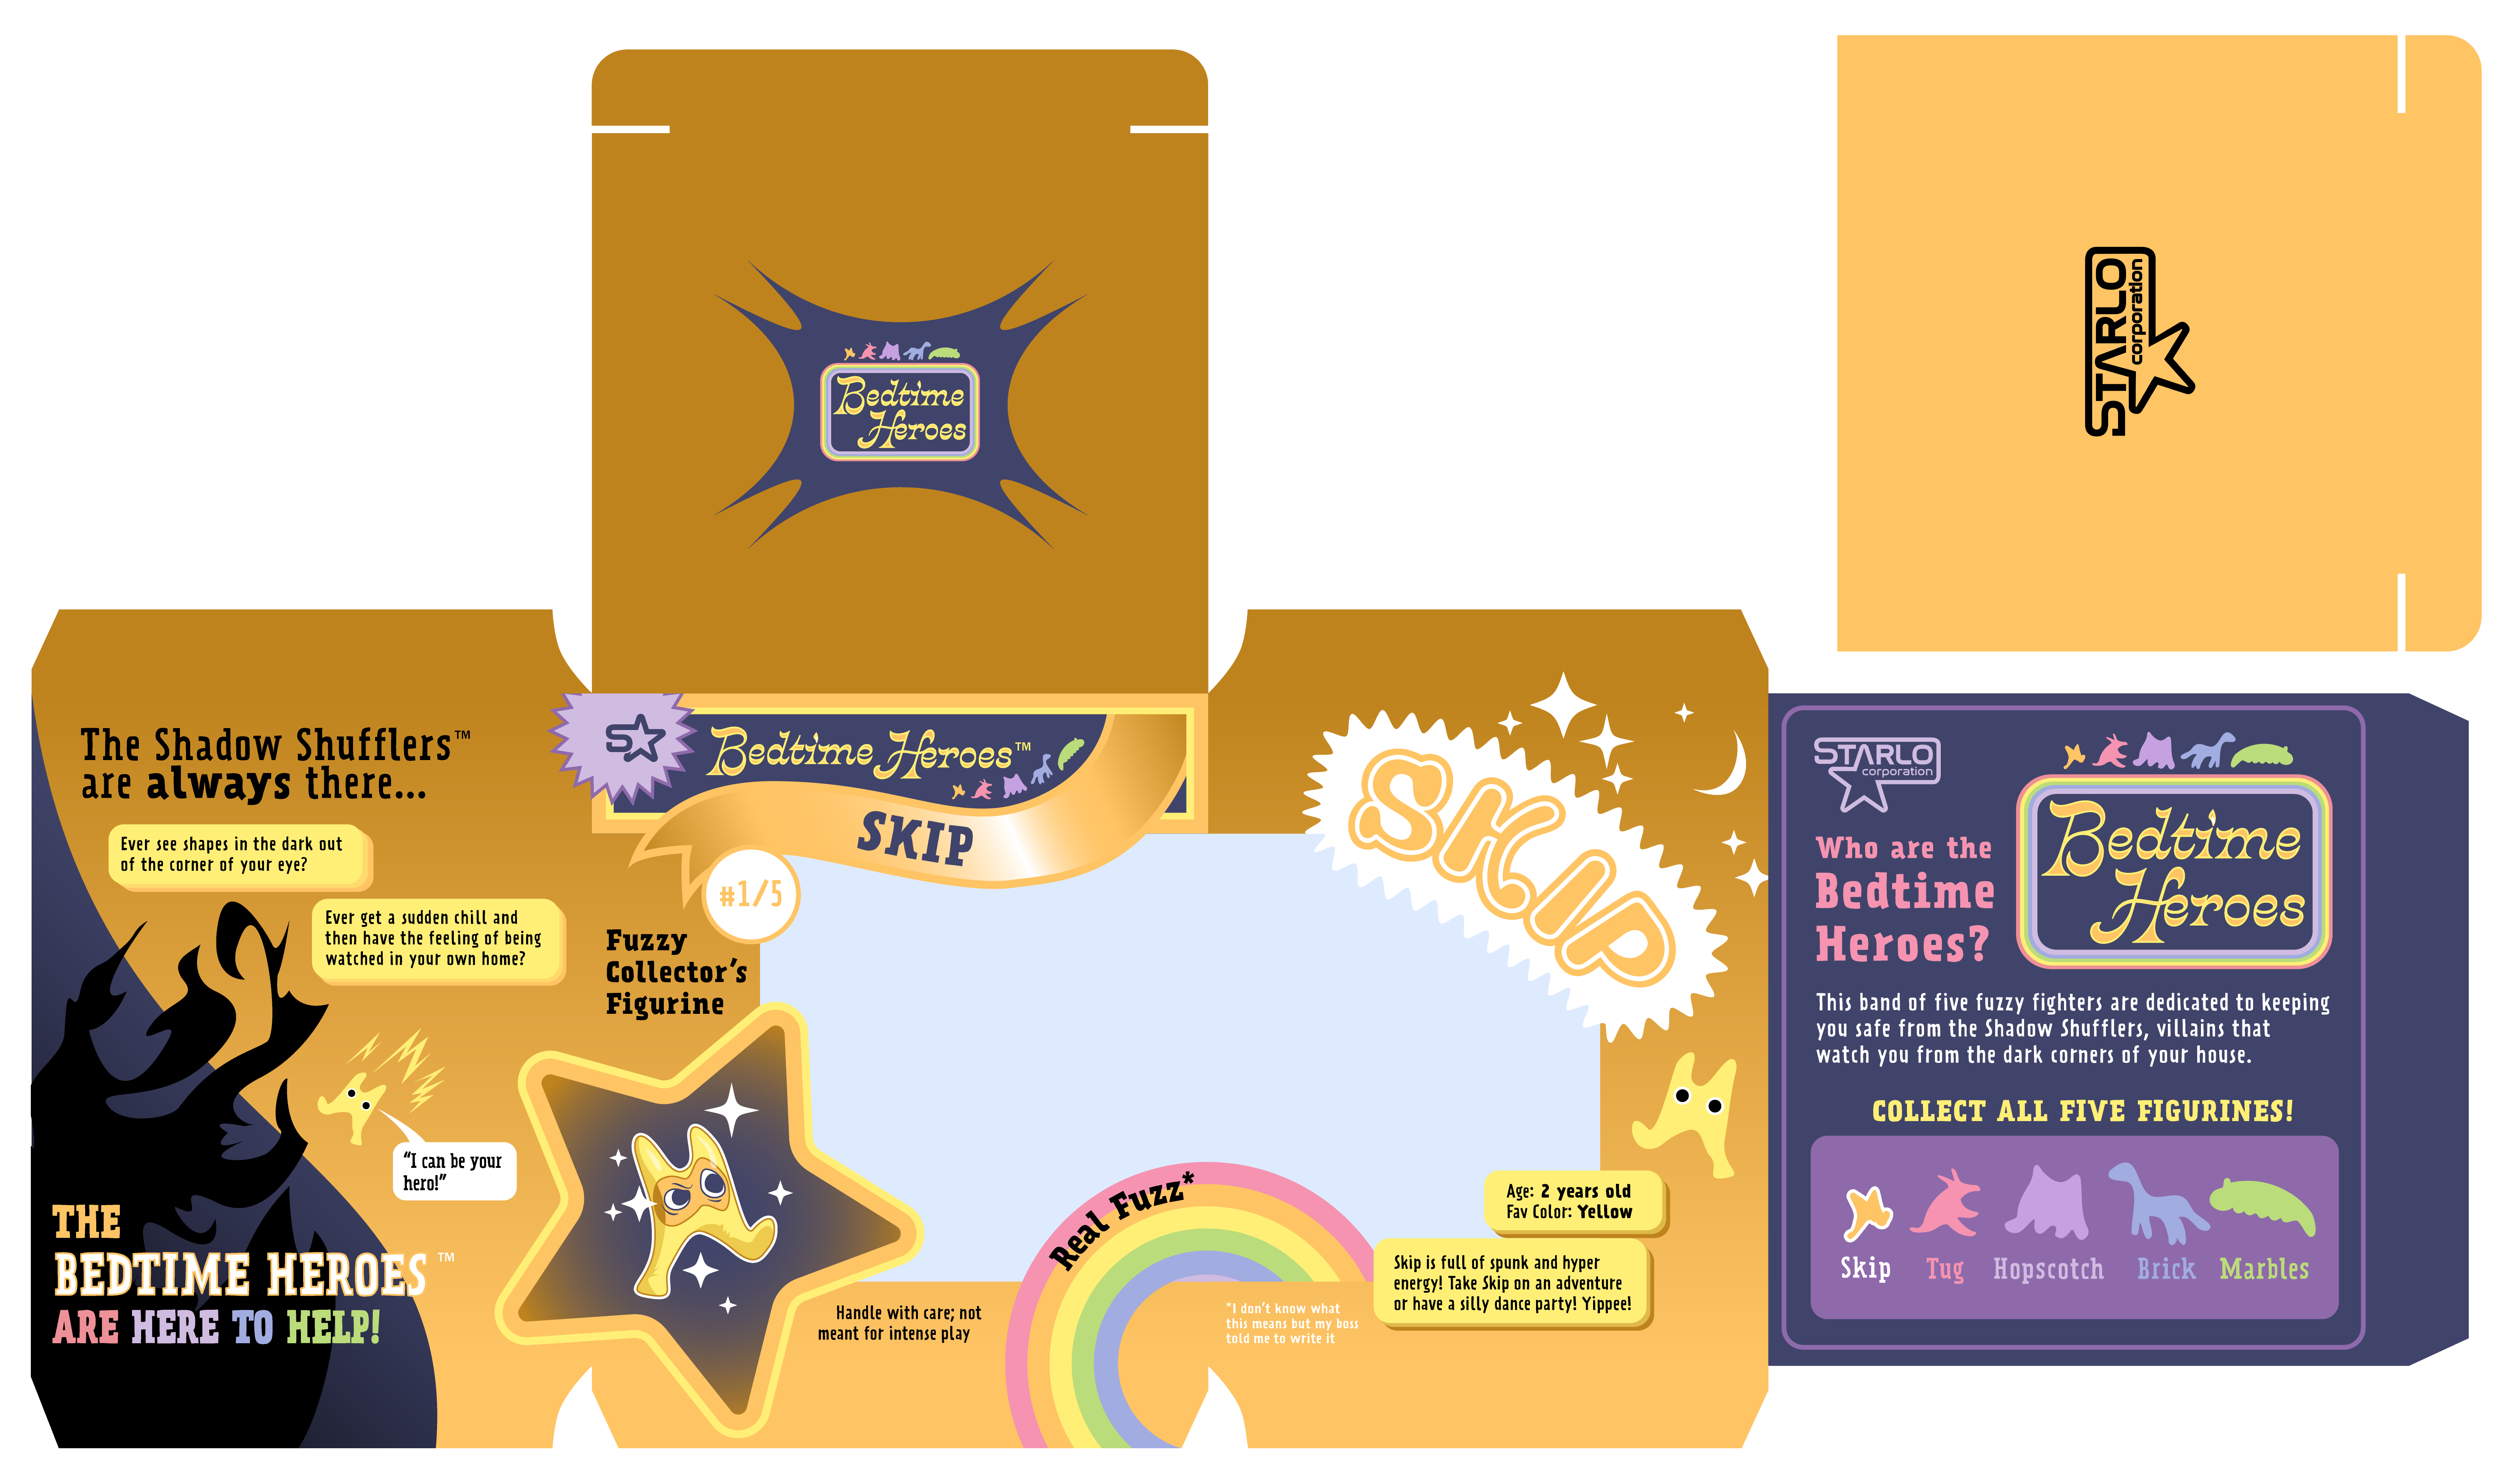 Bedtime
Heroes
STARLO
corporation
The Shadow Shufflers™
are always there...
Ever see shapes in the dark out
of the corner of your eye?
Ever get a sudden chill and
then have the feeling of being
watched in your own home?
"I can be your
hero!"
THE
BEDTIME HEROES™
ARE HERE TO HELP!
S
Bedtime Heroes™
SKIP
#1/5
Fuzzy
Collector's
Figurine
Handle with care; not
meant for intense play
Real Fuzz*
*I don't know what
this means but my boss
told me to write it
SKIP
Age: 2 years old
Fav Color: Yellow
Skip is full of spunk and hyper
energy! Take Skip on an adventure
or have a silly dance party! Yippee!
STARLO
corporation
Who are the
Bedtime
Heroes?
Bedtime
Heroes
This band of five fuzzy fighters are dedicated to keeping
you safe from the Shadow Shufflers, villains that
watch you from the dark corners of your house.
COLLECT ALL FIVE FIGURINES!
Skip Tug Hopscotch Brick Marbles